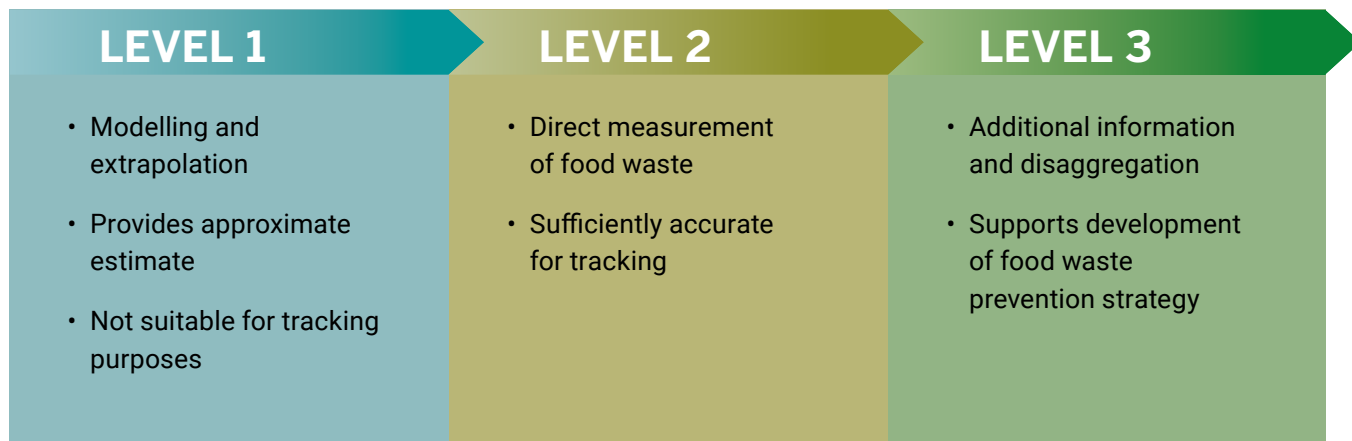 LEVEL 1
• Modelling and
extrapolation
• Provides approximate
estimate
• Not suitable for tracking
purposes
LEVEL 2
• Direct measurement
of food waste
• Sufficiently accurate
for tracking
LEVEL 3
• Additional information
and disaggregation
• Supports development
of food waste
prevention strategy